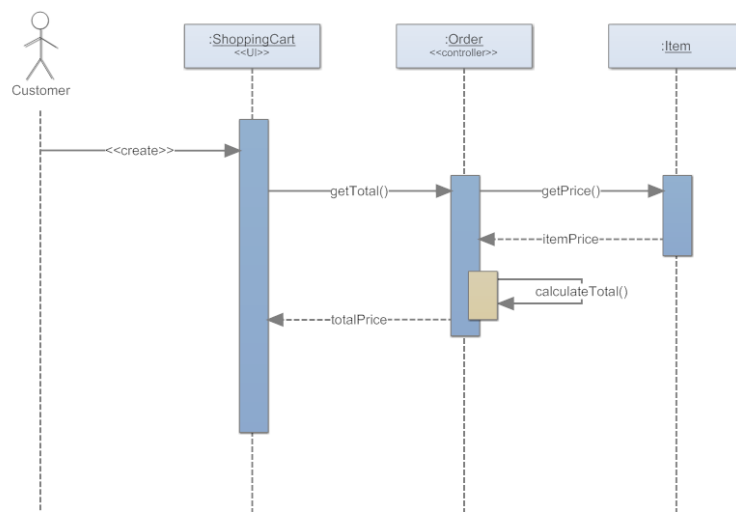 :ShoppingCart
<<UI>>
:Order
<<controller>>
:Item
Customer
<<create>>
getTotal()
getPrice()
itemPrice
calculateTotal()
totalPrice